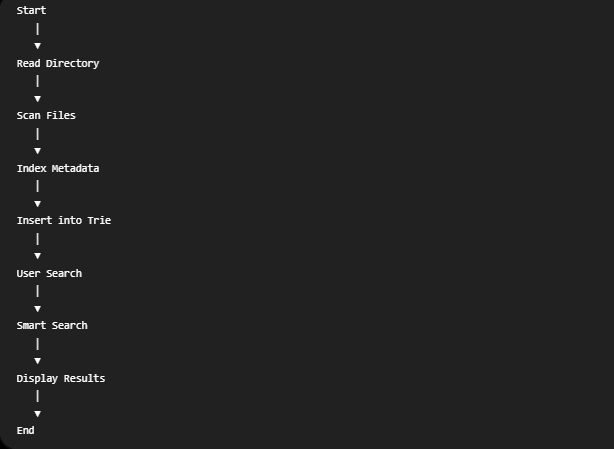 Start
|
▼
Read Directory
|
▼
Scan Files
|
▼
Index Metadata
|
▼
Insert into Trie
|
▼
User Search
|
▼
Smart Search
|
▼
Display Results
|
▼
End